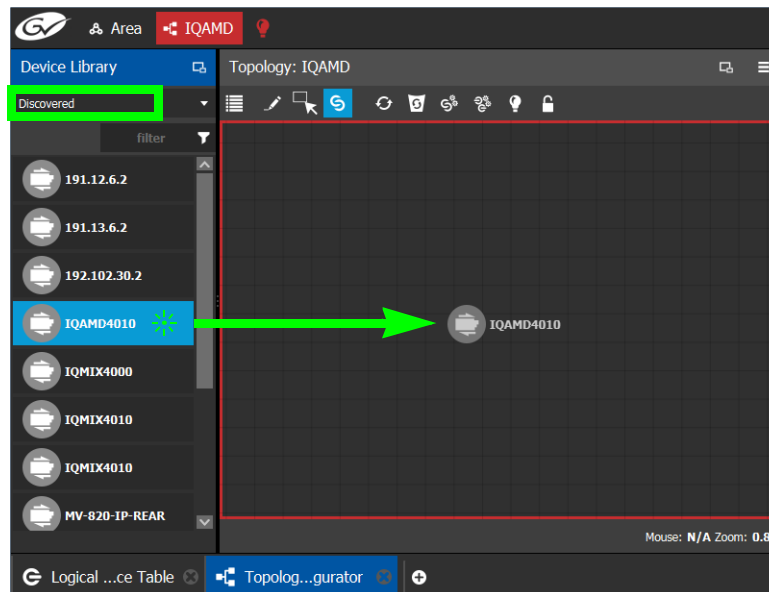 GV Area IQAMD
Device Library
Topology: IQAMD
Discovered
filter
191.12.6.2
191.13.6.2
192.102.30.2
IQAMD4010
IQAMD4010
IQMIX4000
IQMIX4010
IQMIX4010
MV-820-IP-REAR
Mouse: N/A Zoom: 0.8
Logical ...ce Table
Topolog...gurator